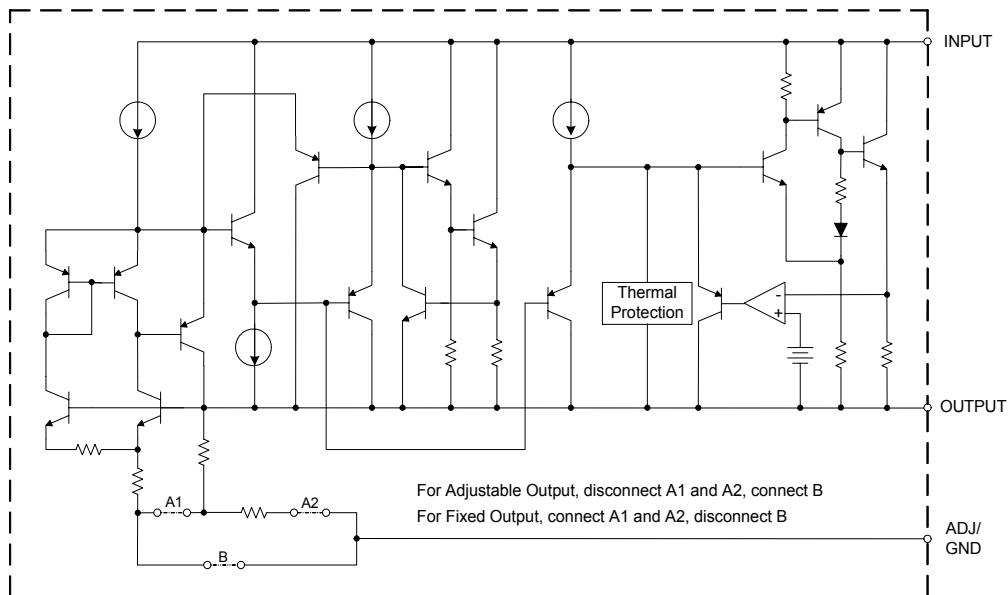 INPUT
Thermal
Protection
-
+
OUTPUT
For Adjustable Output, disconnect A1 and A2, connect B
A1
A2
For Fixed Output, connect A1 and A2, disconnect B
ADJ/
GND
B